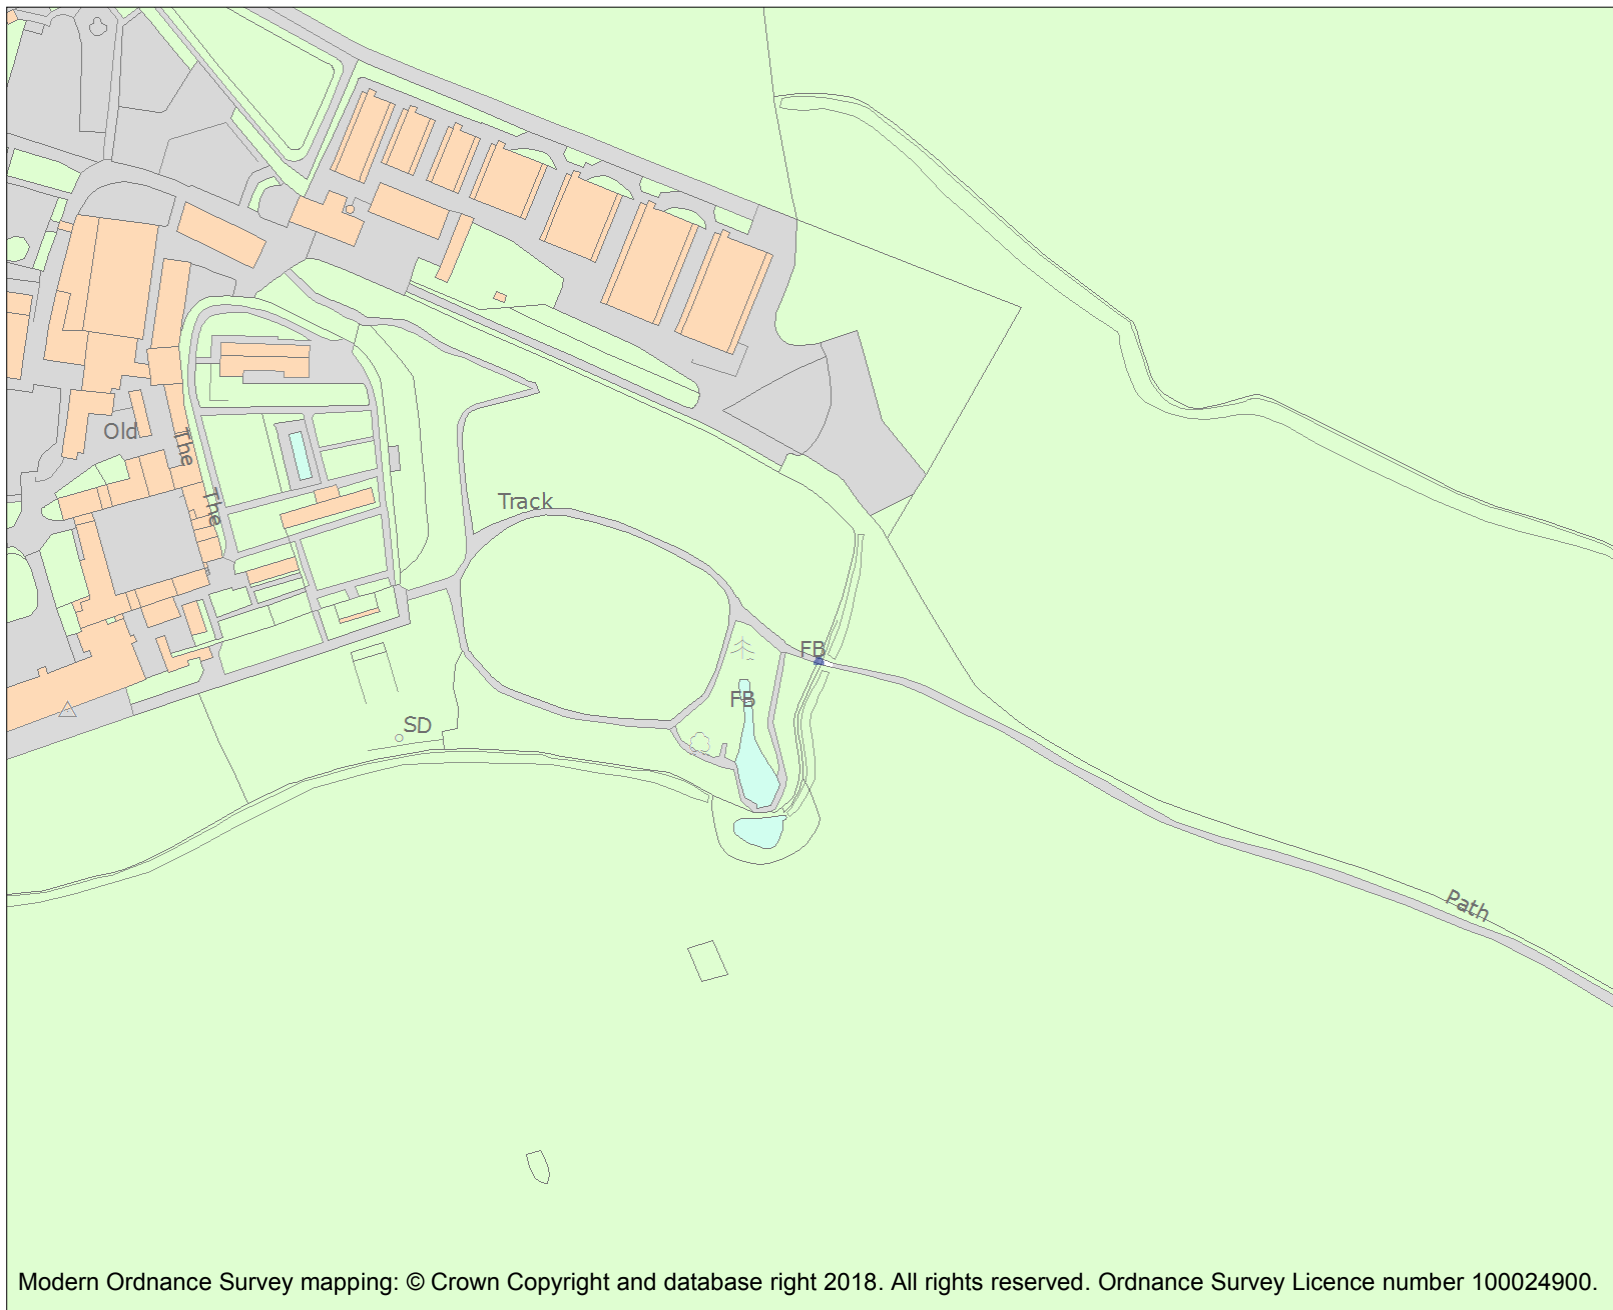 Old
The
The
Track
FB
FB
SD
Path
Modern Ordnance Survey mapping: © Crown Copyright and database right 2018. All rights reserved. Ordnance Survey Licence number 100024900.